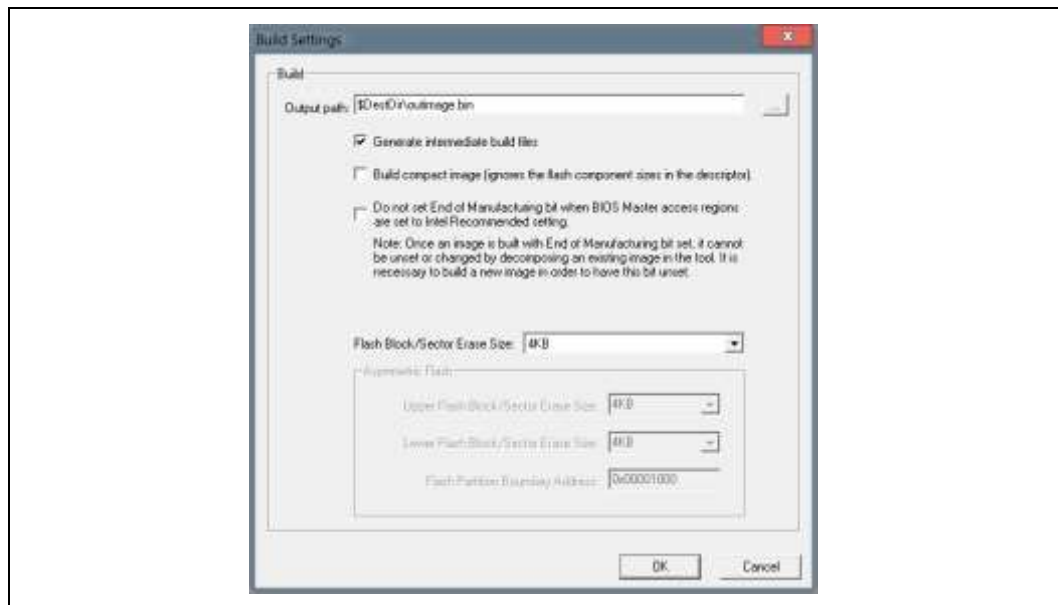 Build Settings
x
Build
Output path: $DestDir\outimage.bin ...
Generate intermediate build files
Build compact image (ignores the flash component sizes in the descriptor).
Do not set End of Manufacturing bit when BIOS Master access regions
are set to Intel Recommended setting.
Note: Once an image is built with End of Manufacturing bit set, it cannot
be unset or changed by decomposing an existing image in the tool. It is
necessary to build a new image in order to have this bit unset.
Flash Block/Sector Erase Size: 4KB
Asymmetric Flash
Upper Flash Block/Sector Erase Size: 4KB
Lower Flash Block/Sector Erase Size: 4KB
Flash Partition Boundary Address: 0x00001000
OK Cancel